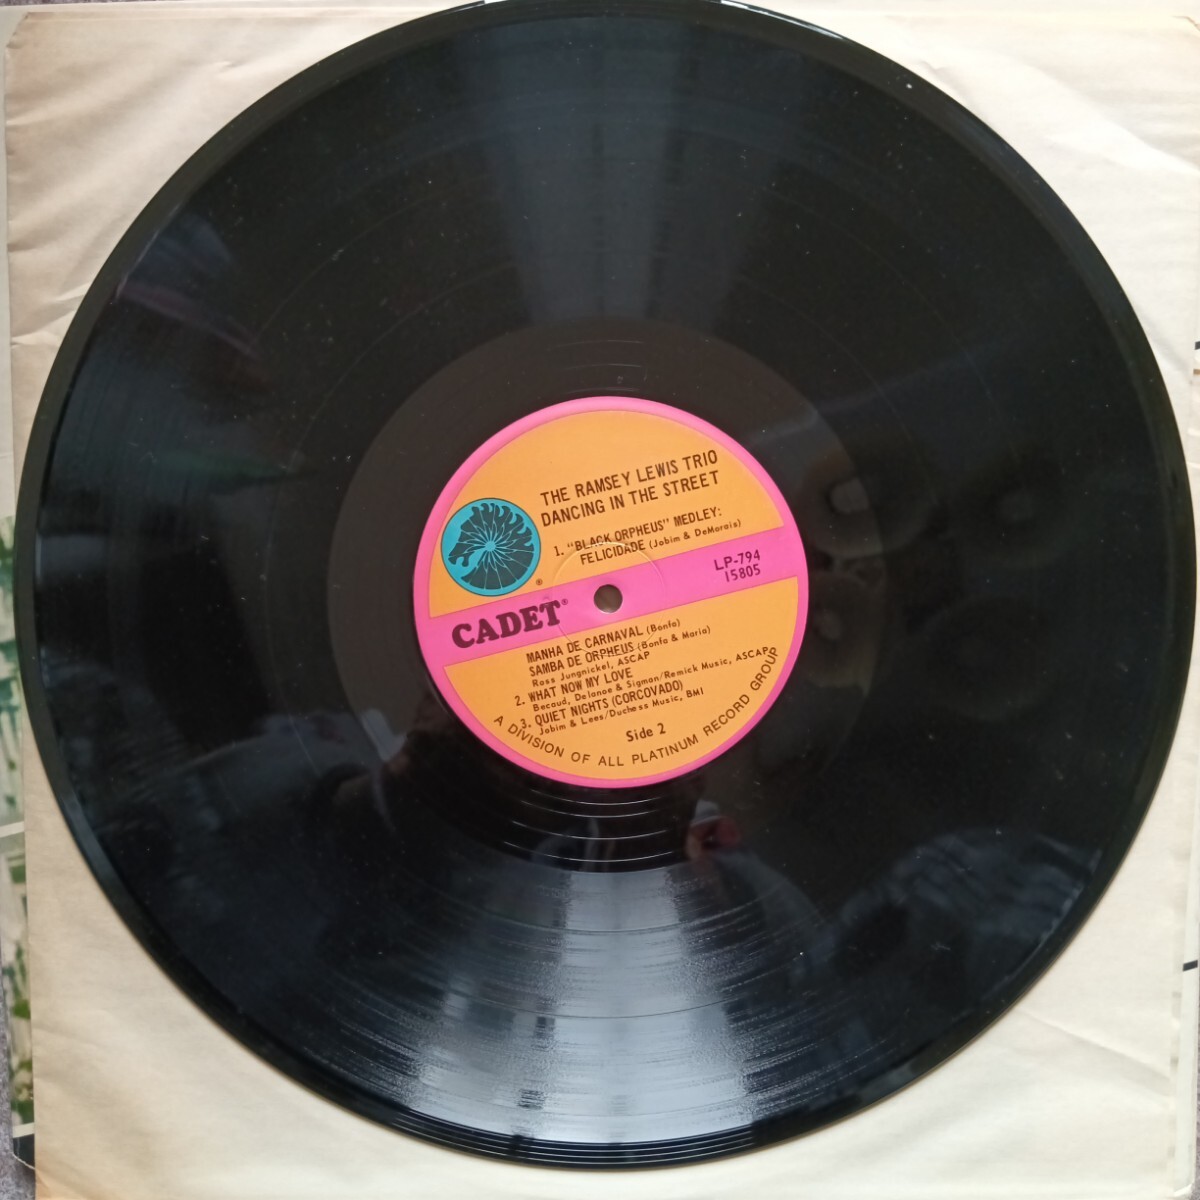 THE RAMSEY LEWIS TRIO
DANCING IN THE STREET
1. "BLACK ORPHEUS" MEDLEY:
FELICIDADE (Jobim & DeMorais)
®
LP-794
15805
CADET®
MANHA DE CARNAVAL (Bonfa)
SAMBA DE ORPHEUS (Bonfa & Maria)
Ross Jungnickel, ASCAP
2. WHAT NOW MY LOVE
Becaud, Delanoe & Sigman/Remick Music, ASCAP
3. QUIET NIGHTS (CORCOVADO)
Jobim & Lees/Duchess Music, BMI
Side 2
A DIVISION OF ALL PLATINUM RECORD GROUP